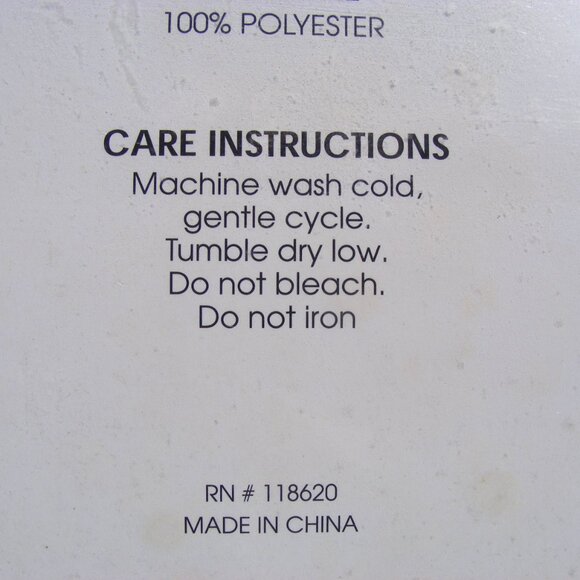 100% POLYESTER
CARE INSTRUCTIONS
Machine wash cold,
gentle cycle.
Tumble dry low.
Do not bleach.
Do not iron
RN # 118620
MADE IN CHINA